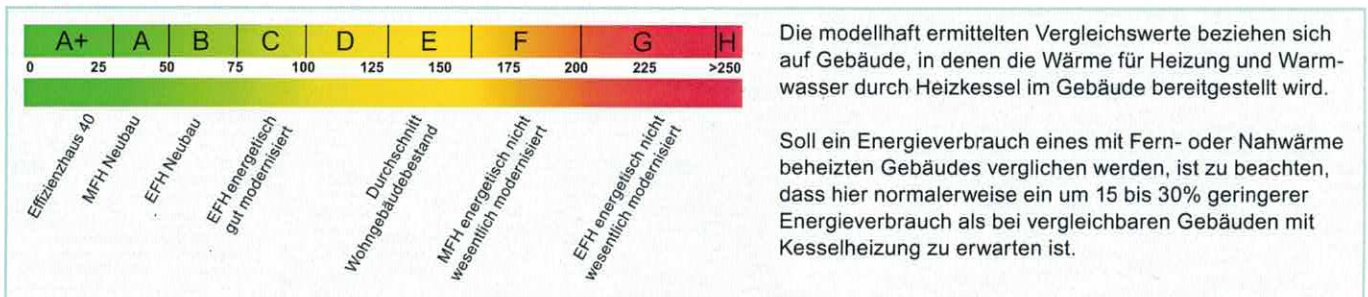 A+ A B C D E F G H
0 25 50 75 100 125 150 175 200 225 >250
Effizienzhaus 40
MFH Neubau
EFH Neubau
EFH energetisch
gut modernisiert
Durchschnitt
Wohngebäudebestand
MFH energetisch nicht
wesentlich modernisiert
EFH energetisch nicht
wesentlich modernisiert
Die modellhaft ermittelten Vergleichswerte beziehen sich
auf Gebäude, in denen die Wärme für Heizung und Warm-
wasser durch Heizkessel im Gebäude bereitgestellt wird.
Soll ein Energieverbrauch eines mit Fern- oder Nahwärme
beheizten Gebäudes verglichen werden, ist zu beachten,
dass hier normalerweise ein um 15 bis 30% geringerer
Energieverbrauch als bei vergleichbaren Gebäuden mit
Kesselheizung zu erwarten ist.